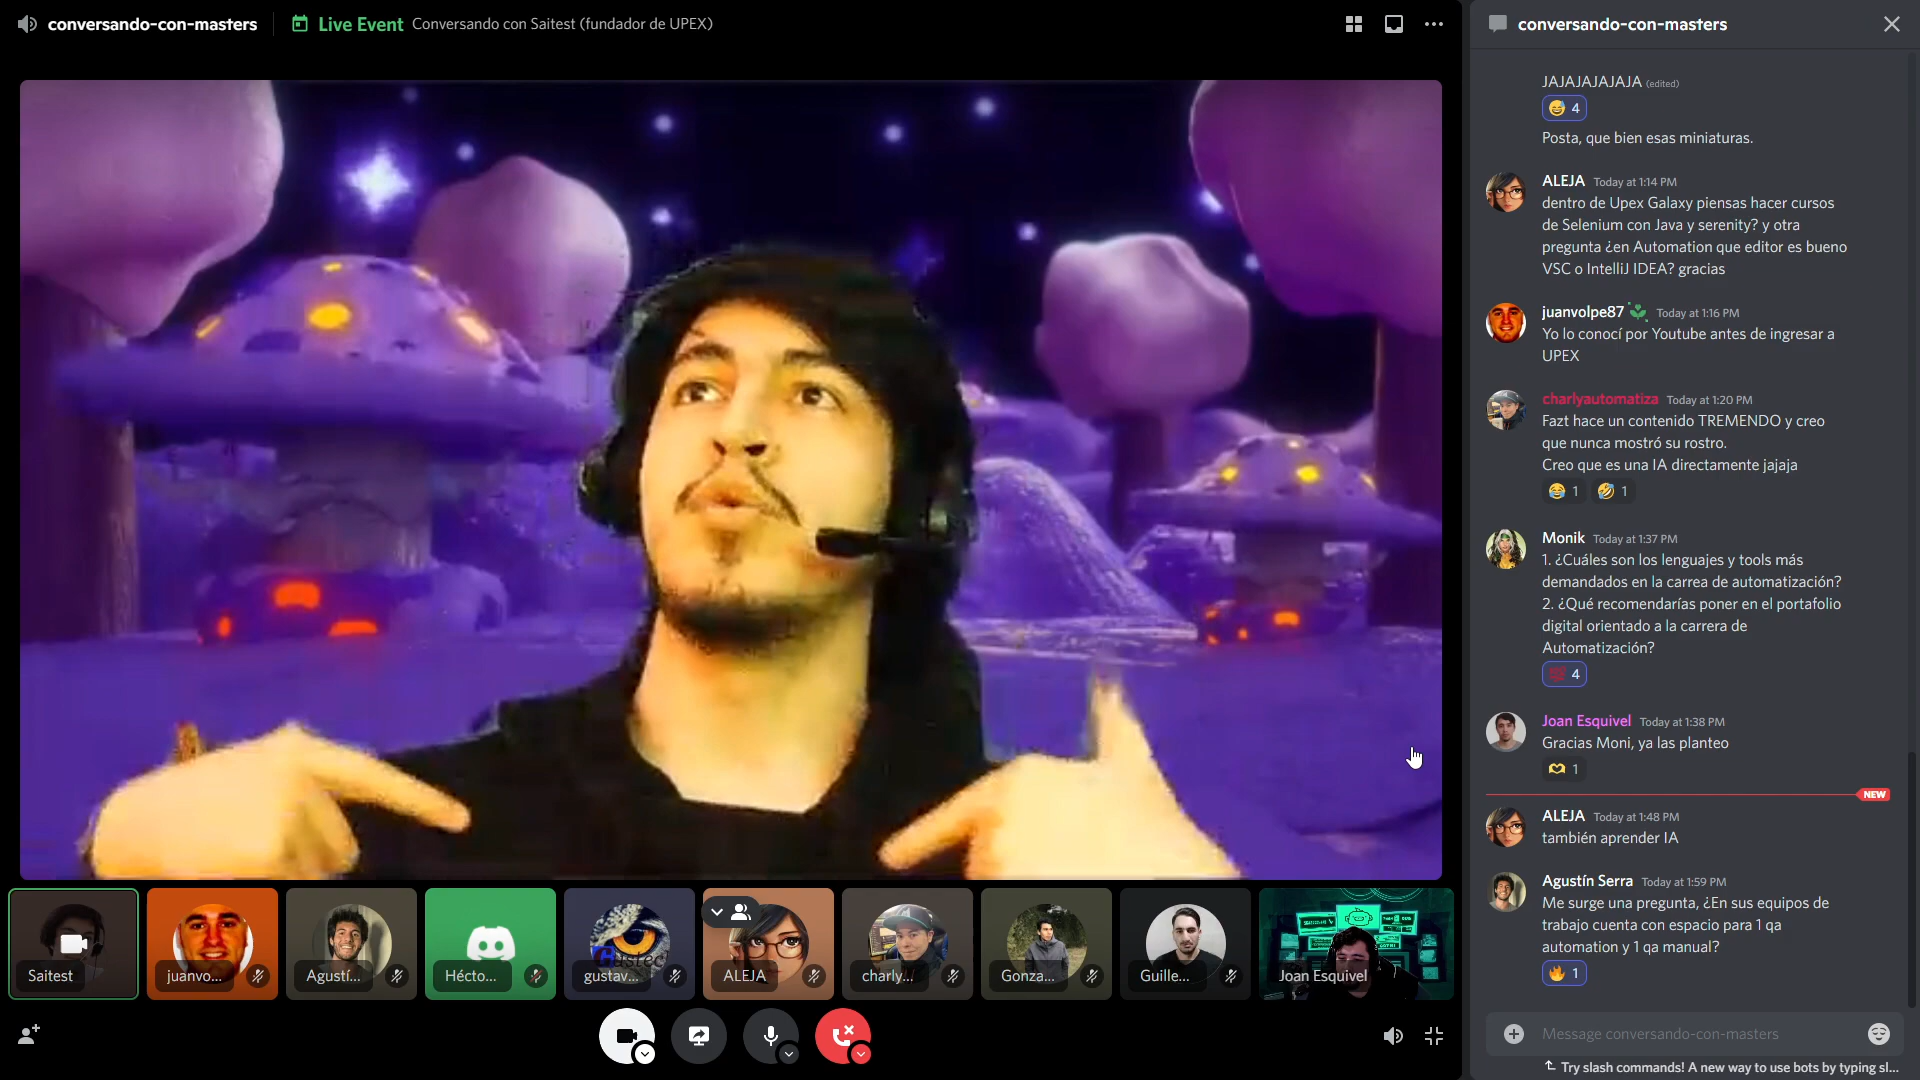 conversando-con-masters
Live Event Conversando con Saitest (fundador de UPEX)
Saitest
juanvo...
Agustí...
Hécto...
gustav...
ALEJA
charly...
Gonza...
Guille...
Joan Esquivel
conversando-con-masters
JAJAJAJAJAJA (edited)
4
Posta, que bien esas miniaturas.
ALEJA Today at 1:14 PM
dentro de Upex Galaxy piensas hacer cursos
de Selenium con Java y serenity? y otra
pregunta ¿en Automation que editor es bueno
VSC o IntelliJ IDEA? gracias
juanvolpe87 Today at 1:16 PM
Yo lo conocí por Youtube antes de ingresar a
UPEX
charlyautomatiza Today at 1:20 PM
Fazt hace un contenido TREMENDO y creo
que nunca mostró su rostro.
Creo que es una IA directamente jajaja
1 1
Monik Today at 1:37 PM
1. ¿Cuáles son los lenguajes y tools más
demandados en la carrea de automatización?
2. ¿Qué recomendarías poner en el portafolio
digital orientado a la carrera de
Automatización?
4
Joan Esquivel Today at 1:38 PM
Gracias Moni, ya las planteo
1
NEW
ALEJA Today at 1:48 PM
también aprender IA
Agustín Serra Today at 1:59 PM
Me surge una pregunta, ¿En sus equipos de
trabajo cuenta con espacio para 1 qa
automation y 1 qa manual?
1
Message conversando-con-masters
Try slash commands! A new way to use bots by typing sl...